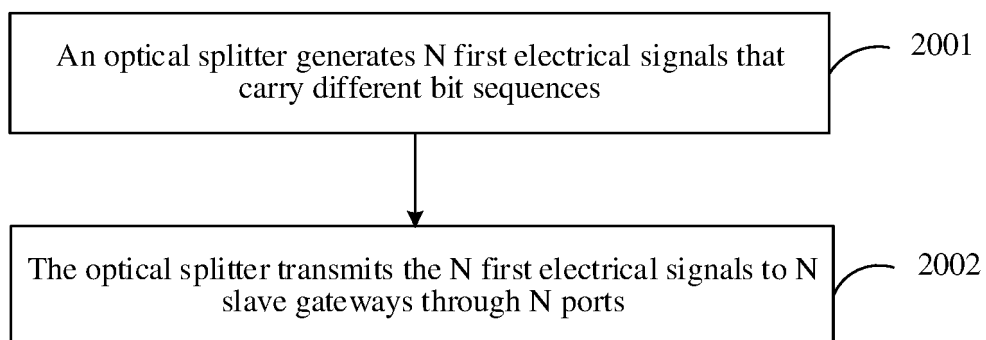 An optical splitter generates N first electrical signals that
carry different bit sequences
2001
The optical splitter transmits the N first electrical signals to N
slave gateways through N ports
2002